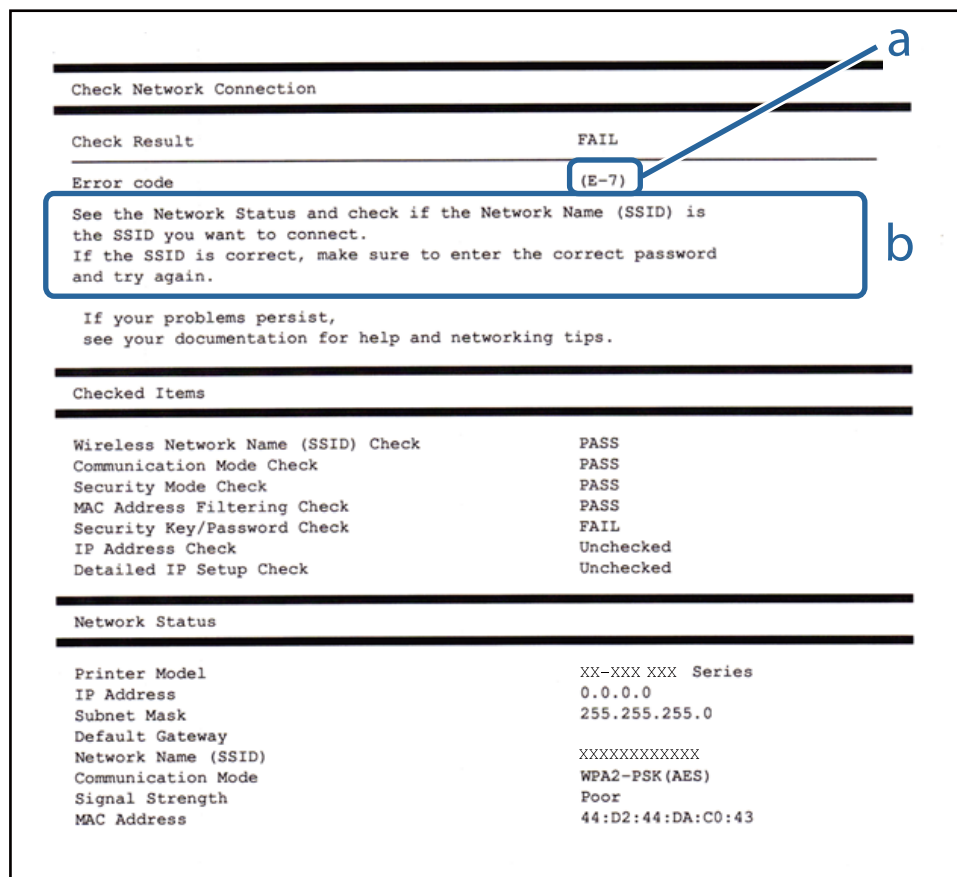 a
Check Network Connection
Check Result FAIL
Error code (E-7)
See the Network Status and check if the Network Name (SSID) is
the SSID you want to connect.
If the SSID is correct, make sure to enter the correct password
and try again.
b
If your problems persist,
see your documentation for help and networking tips.
Checked Items
Wireless Network Name (SSID) Check PASS
Communication Mode Check PASS
Security Mode Check PASS
MAC Address Filtering Check PASS
Security Key/Password Check FAIL
IP Address Check Unchecked
Detailed IP Setup Check Unchecked
Network Status
Printer Model XX-XXX XXX Series
IP Address 0.0.0.0
Subnet Mask 255.255.255.0
Default Gateway
Network Name (SSID) XXXXXXXXXXXX
Communication Mode WPA2-PSK(AES)
Signal Strength Poor
MAC Address 44:D2:44:DA:C0:43